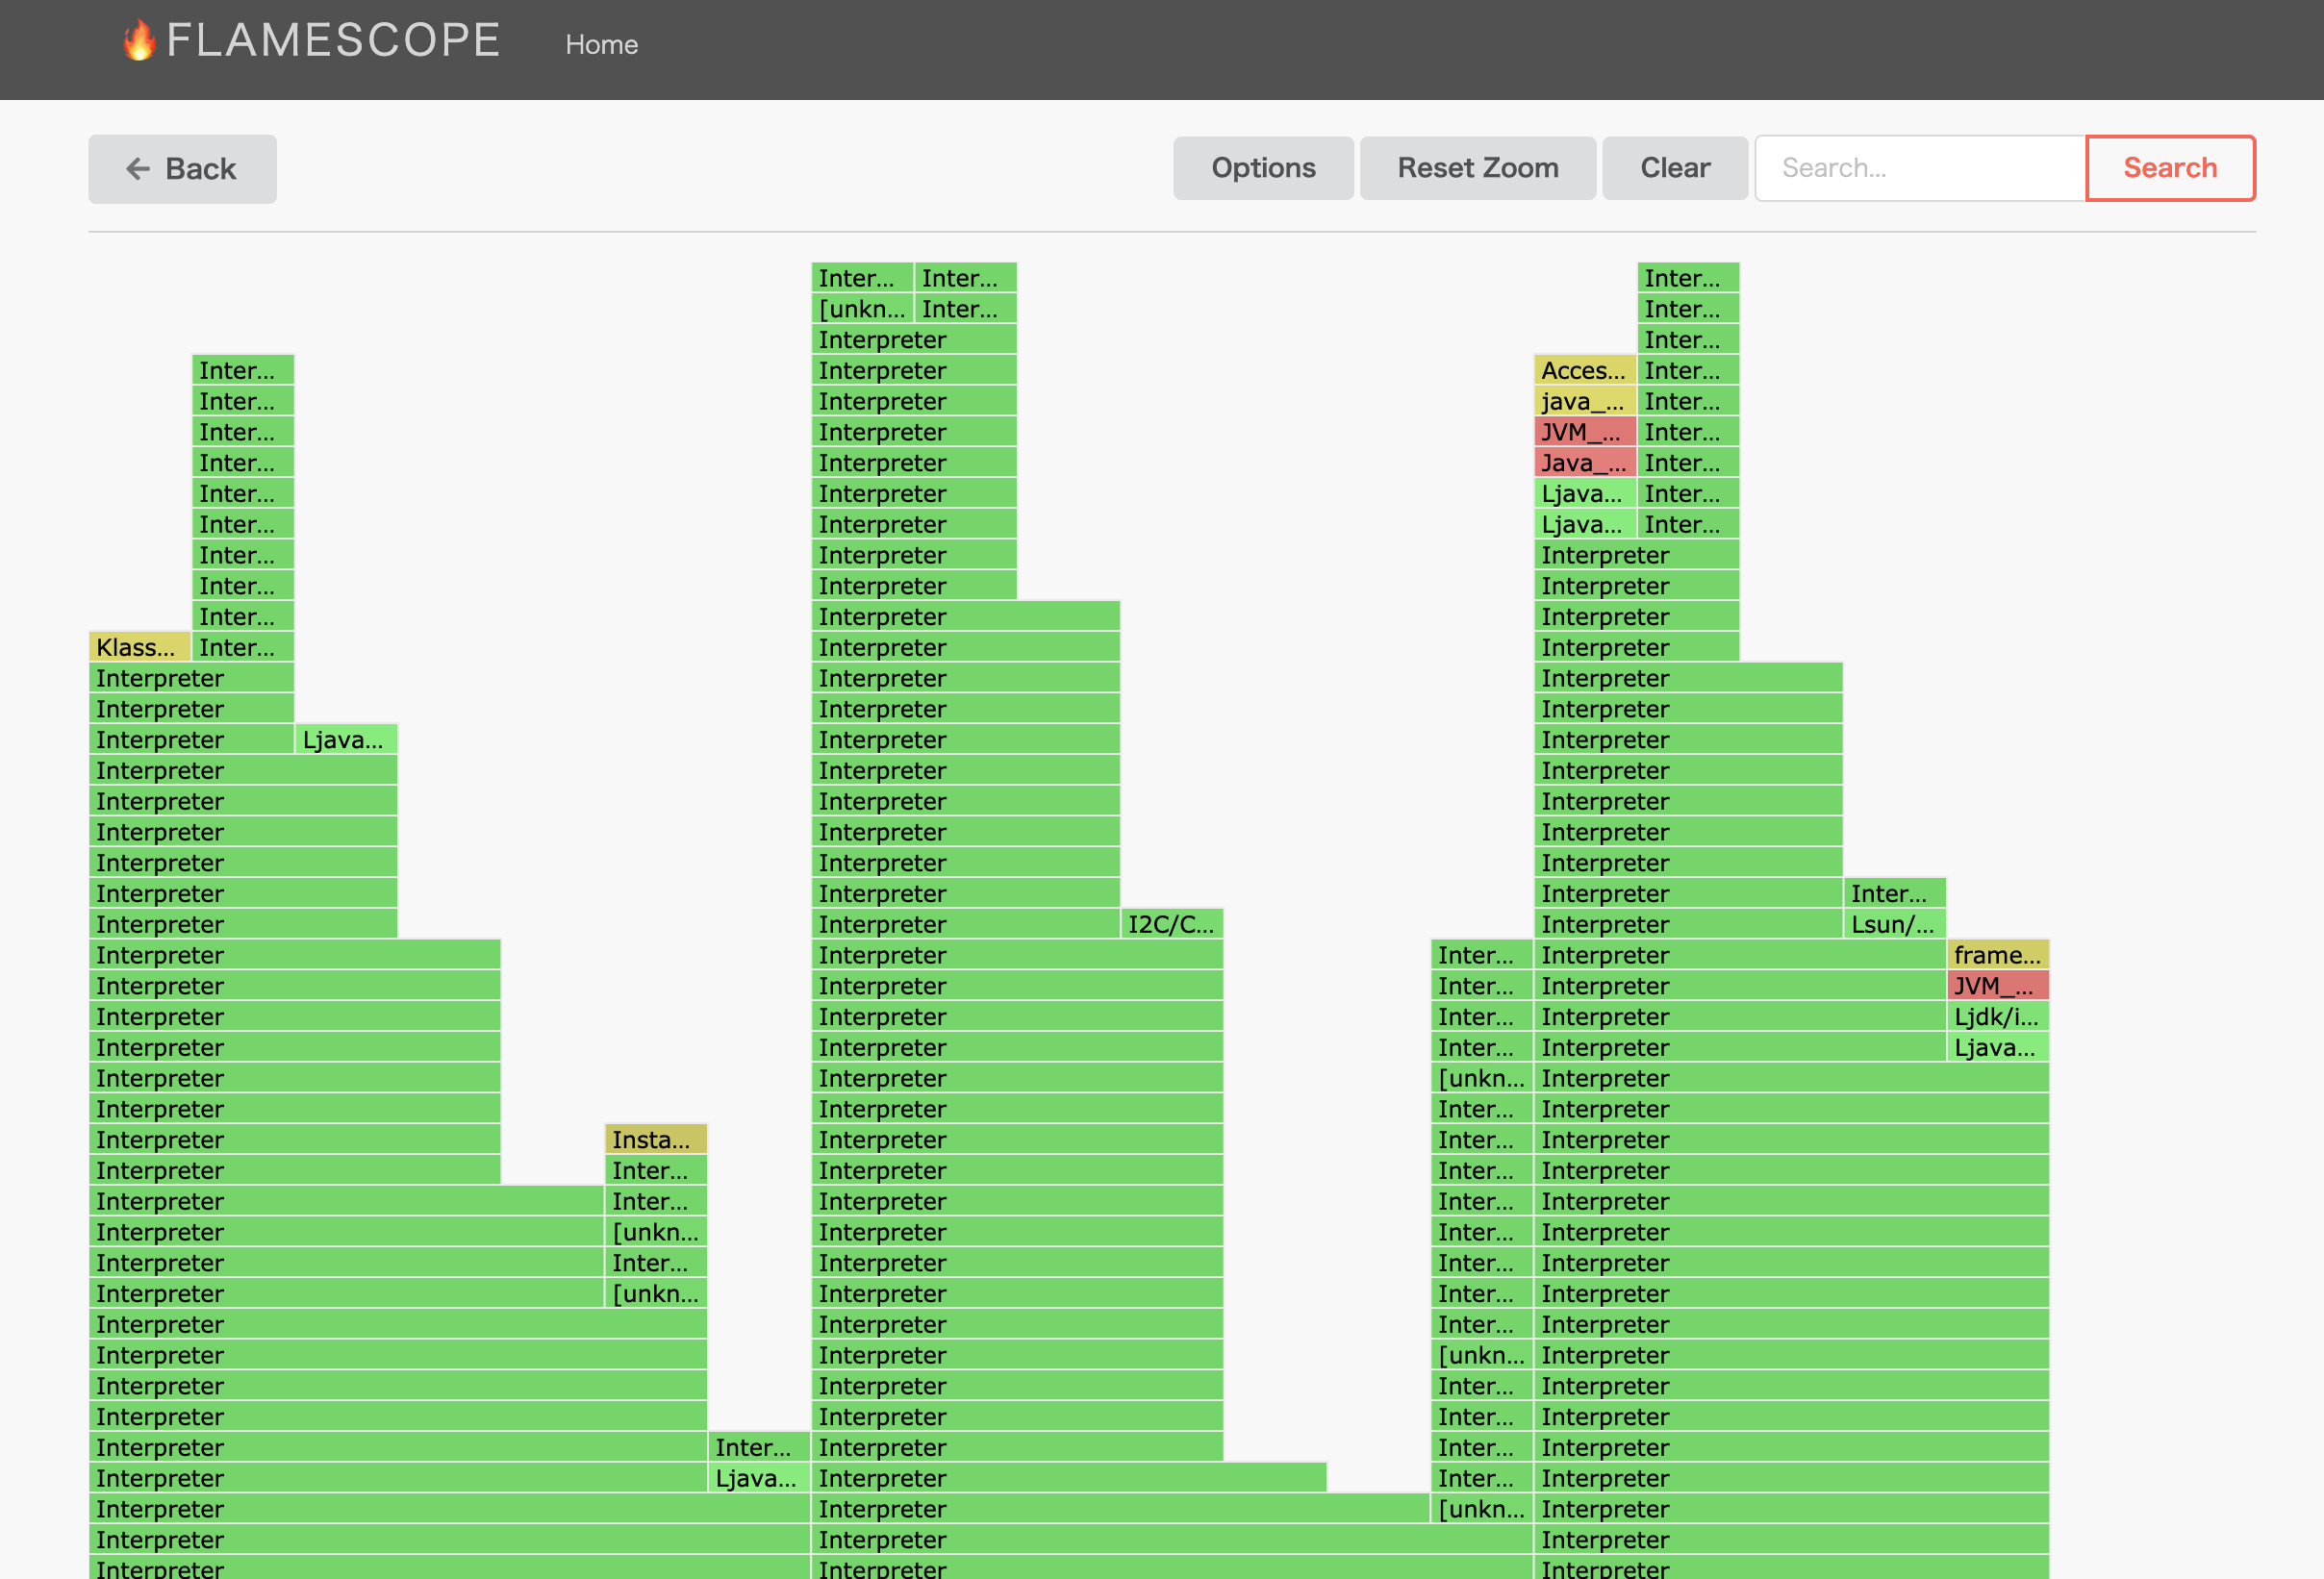 FLAMESCOPE Home
Back Options Reset Zoom Clear Search... Search
Inter... Inter... Inter...
[unkn... Inter... Inter...
Interpreter Inter...
Inter... Interpreter Acces... Inter...
Inter... Interpreter java_... Inter...
Inter... Interpreter JVM_... Inter...
Inter... Interpreter Java_... Inter...
Inter... Interpreter Ljava... Inter...
Inter... Interpreter Ljava... Inter...
Inter... Interpreter Interpreter
Inter... Interpreter Interpreter
Inter... Interpreter Interpreter
Klass... Inter... Interpreter Interpreter
Interpreter Interpreter Interpreter
Interpreter Interpreter Interpreter
Interpreter Ljava... Interpreter Interpreter
Interpreter Interpreter Interpreter
Interpreter Interpreter Interpreter
Interpreter Interpreter Interpreter
Interpreter Interpreter Interpreter
Interpreter Interpreter Interpreter Inter...
Interpreter Interpreter I2C/C... Interpreter Lsun/...
Interpreter Interpreter Inter... Interpreter frame...
Interpreter Interpreter Inter... Interpreter JVM_...
Interpreter Interpreter Inter... Interpreter Ljdk/i...
Interpreter Interpreter Inter... Interpreter Ljava...
Interpreter Interpreter [unkn... Interpreter
Interpreter Interpreter Inter... Interpreter
Interpreter Insta... Interpreter Inter... Interpreter
Interpreter Inter... Interpreter Inter... Interpreter
Interpreter Inter... Interpreter Inter... Interpreter
Interpreter [unkn... Interpreter Inter... Interpreter
Interpreter Inter... Interpreter Inter... Interpreter
Interpreter [unkn... Interpreter Inter... Interpreter
Interpreter Interpreter Inter... Interpreter
Interpreter Interpreter [unkn... Interpreter
Interpreter Interpreter Inter... Interpreter
Interpreter Interpreter Inter... Interpreter
Interpreter Inter... Interpreter Inter... Interpreter
Interpreter Ljava... Interpreter Inter... Interpreter
Interpreter Interpreter [unkn... Interpreter
Interpreter Interpreter Interpreter
Interpreter Interpreter Interpreter